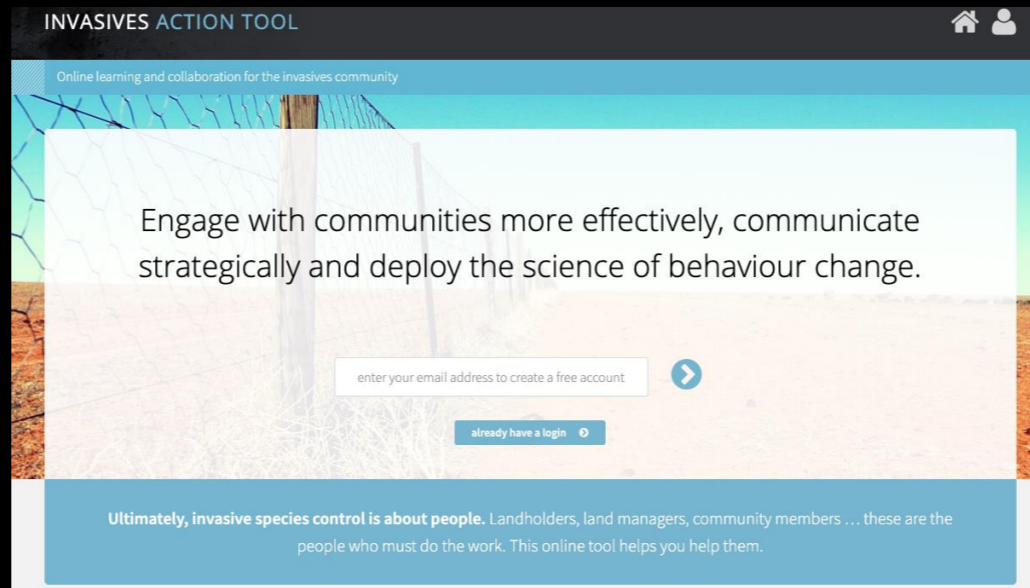 INVASIVES ACTION TOOL
Online learning and collaboration for the invasives community
Engage with communities more effectively, communicate
strategically and deploy the science of behaviour change.
enter your email address to create a free account
already have a login
Ultimately, invasive species control is about people. Landholders, land managers, community members … these are the
people who must do the work. This online tool helps you help them.